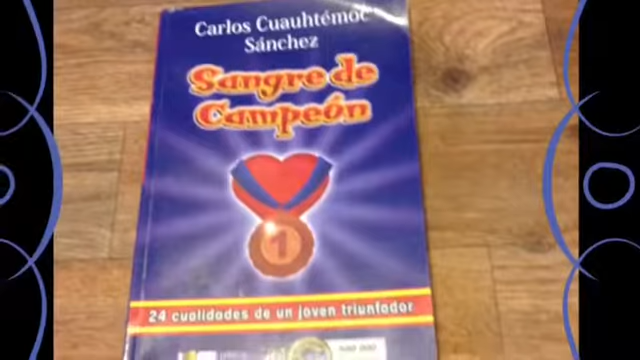 Carlos Cuauhtémoc
Sánchez
Sangre de
Campeón
1
24 cualidades de un joven triunfador